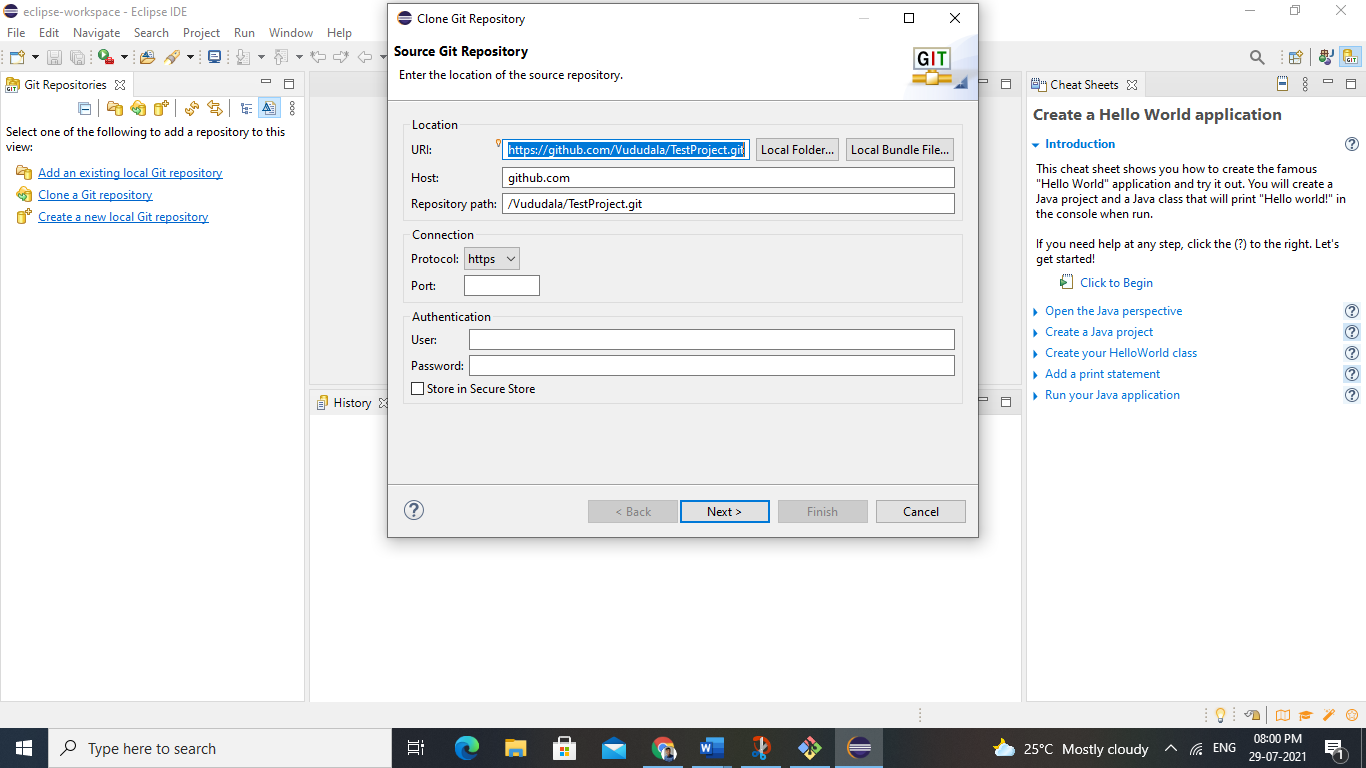 eclipse-workspace - Eclipse IDE
File Edit Navigate Search Project Run Window Help
Git Repositories
Select one of the following to add a repository to this
view:
Add an existing local Git repository
Clone a Git repository
Create a new local Git repository
Clone Git Repository
Source Git Repository
Enter the location of the source repository.
GIT
Location
URI: https://github.com/Vududala/TestProject.git Local Folder... Local Bundle File...
Host: github.com
Repository path: /Vududala/TestProject.git
Connection
Protocol: https
Port:
Authentication
User:
Password:
Store in Secure Store
< Back Next > Finish Cancel
History
Cheat Sheets
Create a Hello World application
Introduction
This cheat sheet shows you how to create the famous
"Hello World" application and try it out. You will create a
Java project and a Java class that will print "Hello world!" in
the console when run.
If you need help at any step, click the (?) to the right. Let's
get started!
Click to Begin
Open the Java perspective
Create a Java project
Create your HelloWorld class
Add a print statement
Run your Java application
Type here to search
25°C Mostly cloudy
ENG
08:00 PM
29-07-2021
1